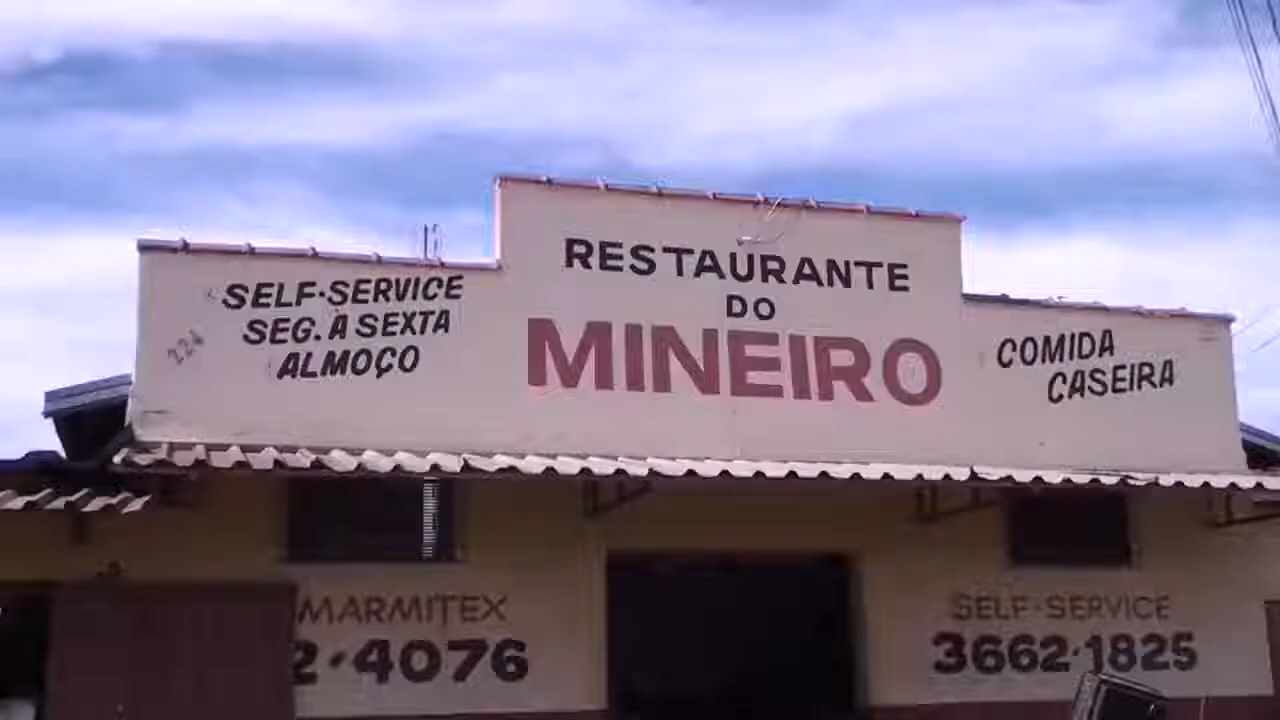 RESTAURANTE
DO
MINEIRO
SELF-SERVICE
SEG. A SEXTA
ALMOÇO
224
COMIDA
CASEIRA
MARMITEX
2-4076
SELF-SERVICE
3662-1825